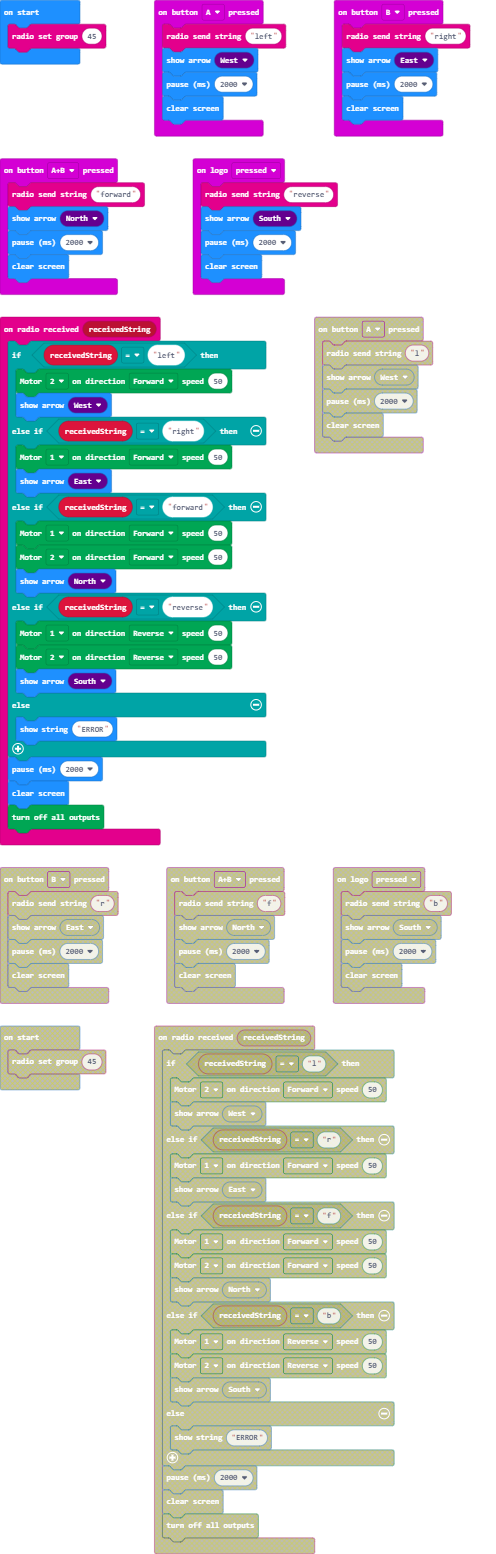 on start
radio set group 45
on button A pressed
radio send string "left"
show arrow West
pause (ms) 2000
clear screen
on button B pressed
radio send string "right"
show arrow East
pause (ms) 2000
clear screen
on button A+B pressed
radio send string "forward"
show arrow North
pause (ms) 2000
clear screen
on logo pressed
radio send string "reverse"
show arrow South
pause (ms) 2000
clear screen
on radio received receivedString
if receivedString = "left" then
Motor 2 on direction Forward speed 50
show arrow West
else if receivedString = "right" then
Motor 1 on direction Forward speed 50
show arrow East
else if receivedString = "forward" then
Motor 1 on direction Forward speed 50
Motor 2 on direction Forward speed 50
show arrow North
else if receivedString = "reverse" then
Motor 1 on direction Reverse speed 50
Motor 2 on direction Reverse speed 50
show arrow South
else
show string "ERROR"
pause (ms) 2000
clear screen
turn off all outputs
on button A pressed
radio send string "l"
show arrow West
pause (ms) 2000
clear screen
on button B pressed
radio send string "r"
show arrow East
pause (ms) 2000
clear screen
on button A+B pressed
radio send string "f"
show arrow North
pause (ms) 2000
clear screen
on logo pressed
radio send string "b"
show arrow South
pause (ms) 2000
clear screen
on start
radio set group 45
on radio received receivedString
if receivedString = "l" then
Motor 2 on direction Forward speed 50
show arrow West
else if receivedString = "r" then
Motor 1 on direction Forward speed 50
show arrow East
else if receivedString = "f" then
Motor 1 on direction Forward speed 50
Motor 2 on direction Forward speed 50
show arrow North
else if receivedString = "b" then
Motor 1 on direction Reverse speed 50
Motor 2 on direction Reverse speed 50
show arrow South
else
show string "ERROR"
pause (ms) 2000
clear screen
turn off all outputs